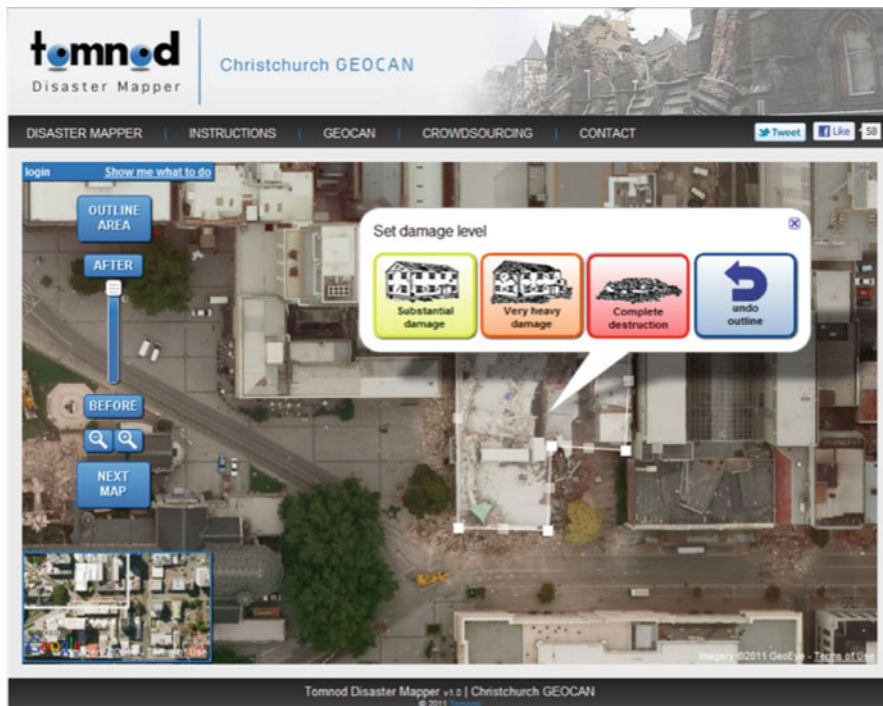 tomnod
Disaster Mapper
Christchurch GEOCAN
DISASTER MAPPER | INSTRUCTIONS | GEOCAN | CROWDSOURCING | CONTACT
Tweet
Like
58
login
Show me what to do
OUTLINE
AREA
AFTER
BEFORE
NEXT
MAP
Set damage level
Substantial
damage
Very heavy
damage
Complete
destruction
undo
outline
Google
Imagery ©2011 GeoEye - Terms of Use
Tomnod Disaster Mapper v1.0 | Christchurch GEOCAN
© 2011 Tomnod